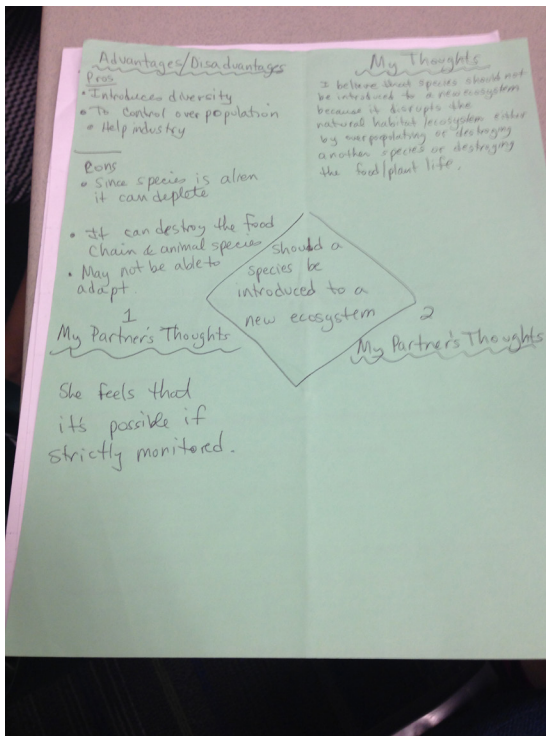 Advantages/Disadvantages
Pros
• Introduces diversity
• To Control over population
• Help industry
Cons
• Since species is alien
it can deplete
• It can destroy the food
Chain & animal species
• May not be able to
adapt
My Thoughts
I believe that species should not
be introduced to a new ecosystem
because it disrupts the
natural habitat/ecosystem either
by overpopulating or destroying
another species or destroying
the food/plant life.
should a
species be
introduced to a
new ecosystem
1
My Partner's Thoughts
She feels that
it's possible if
strictly monitored.
2
My Partner's Thoughts